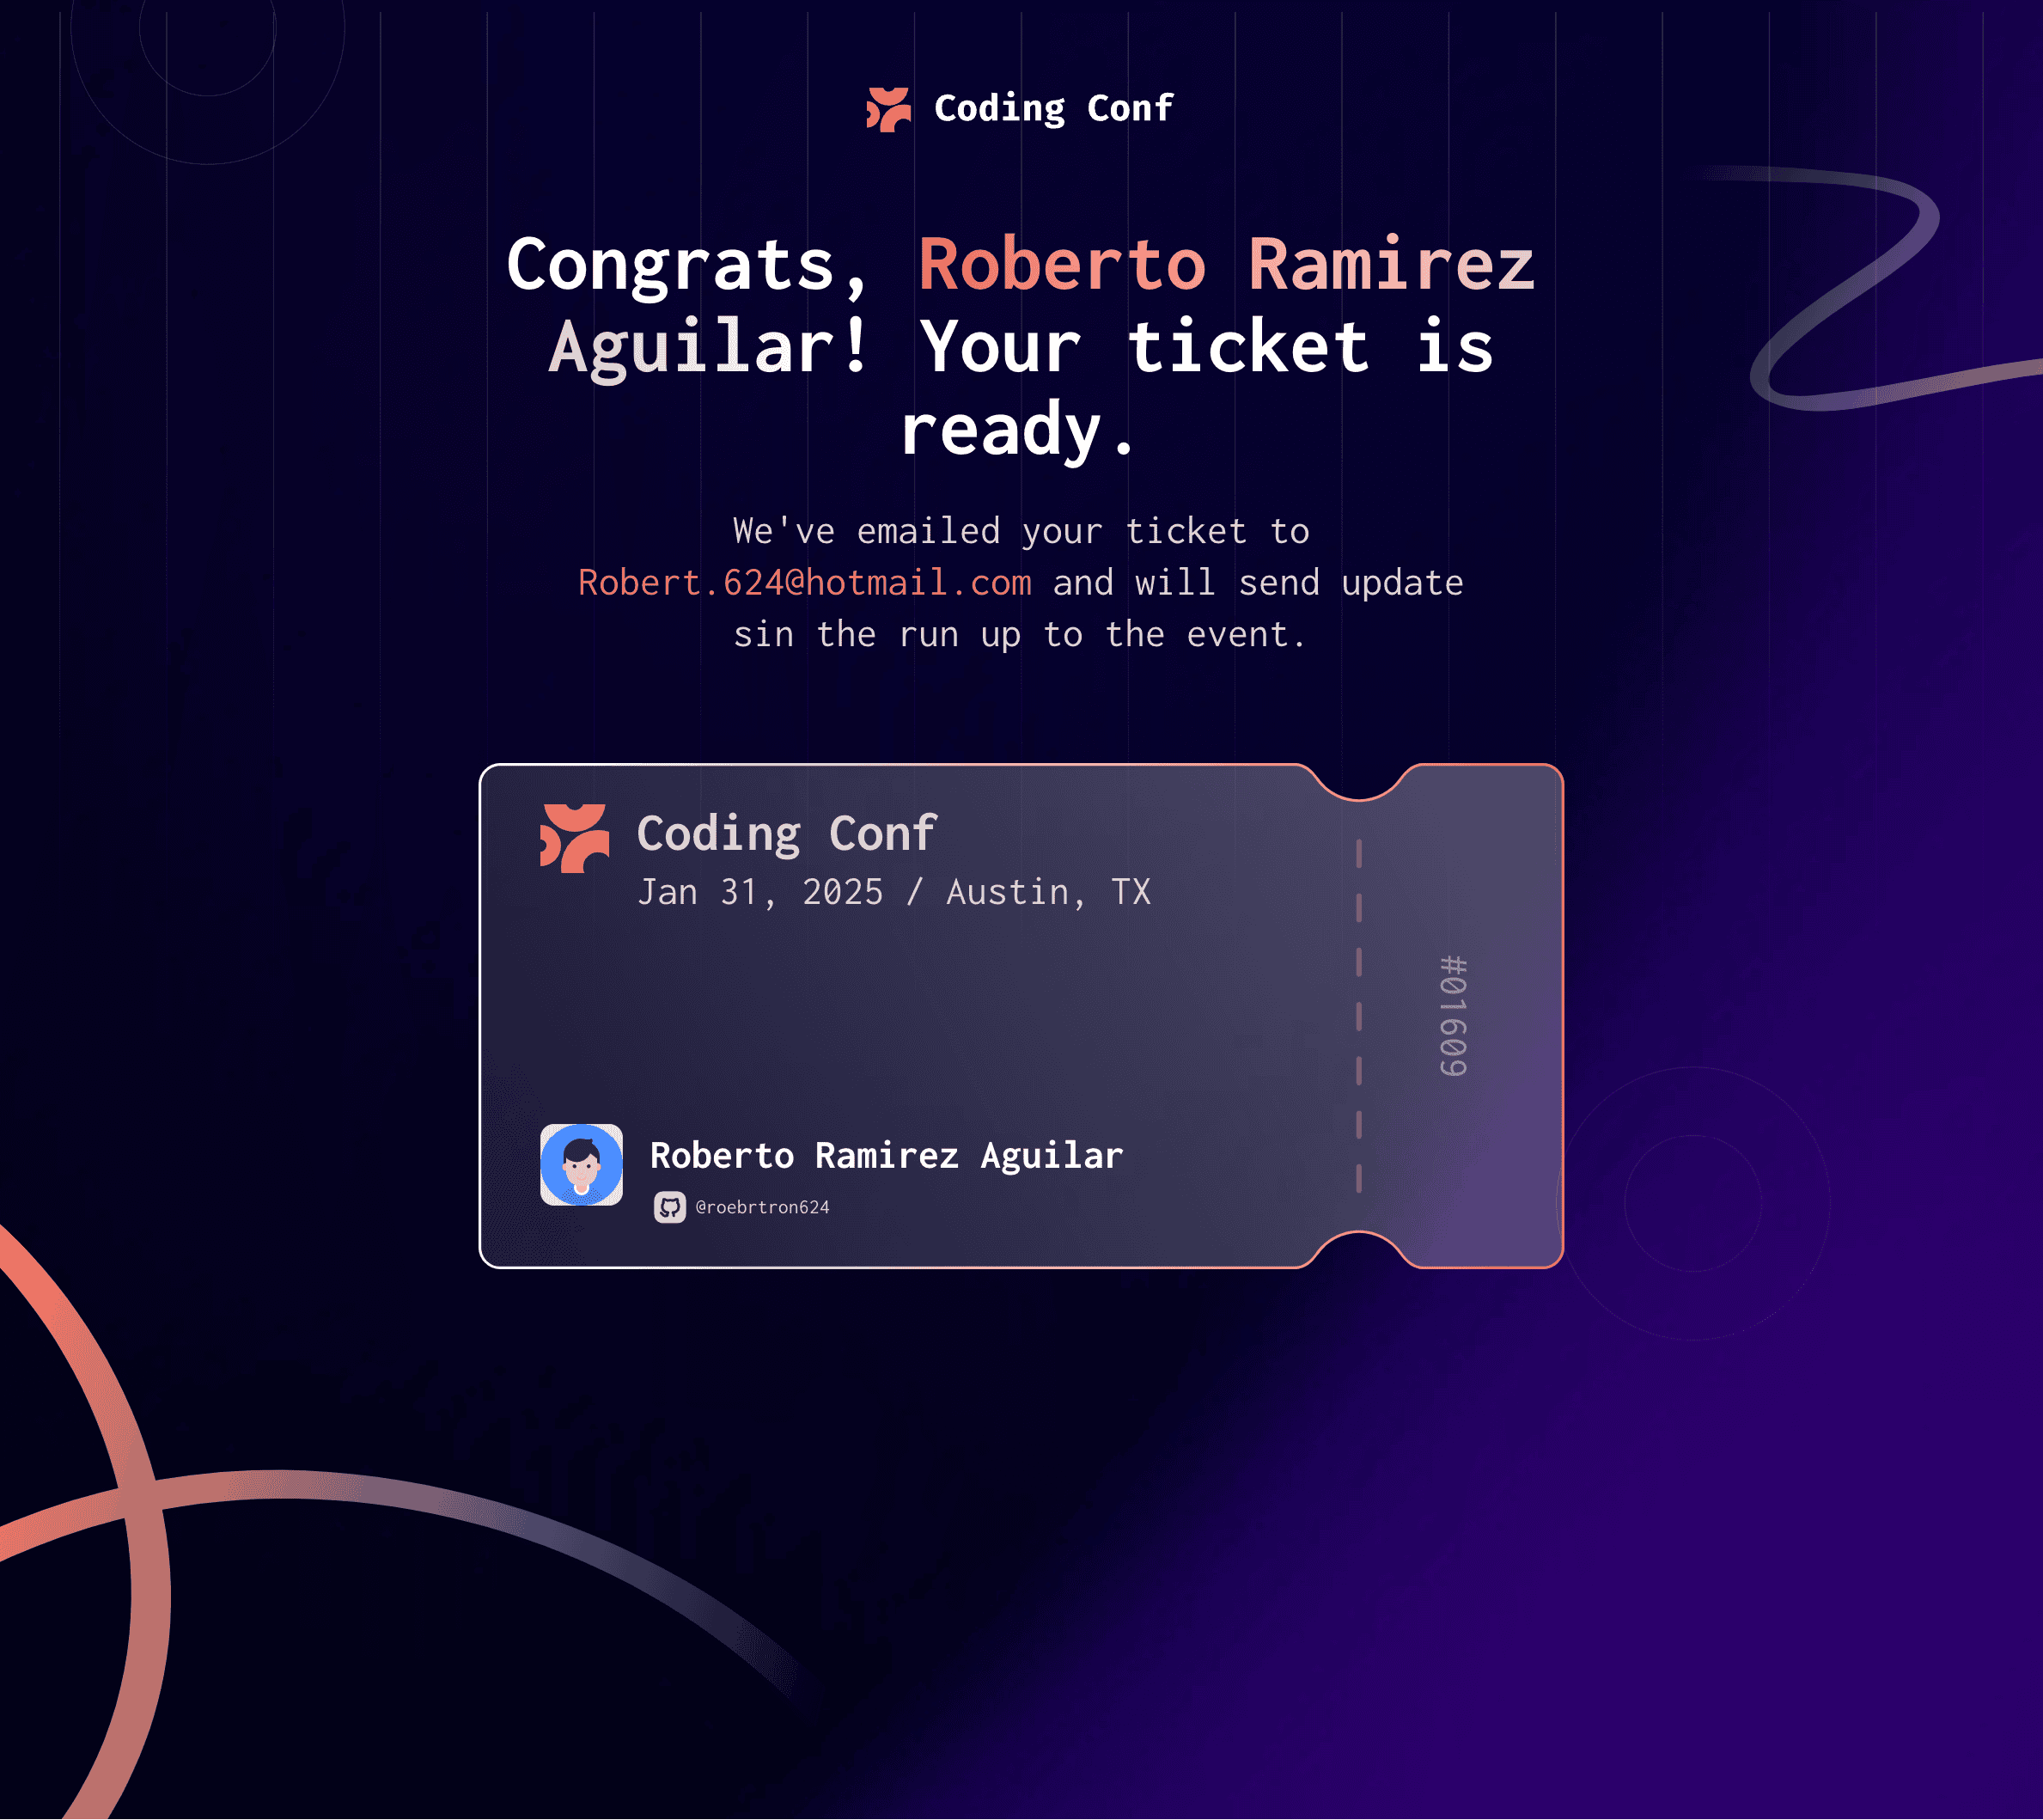 Coding Conf
Congrats, Roberto Ramirez
Aguilar! Your ticket is
ready.
We've emailed your ticket to
Robert.624@hotmail.com and will send update
sin the run up to the event.
Coding Conf
Jan 31, 2025 / Austin, TX
#01609
Roberto Ramirez Aguilar
@roebrtron624